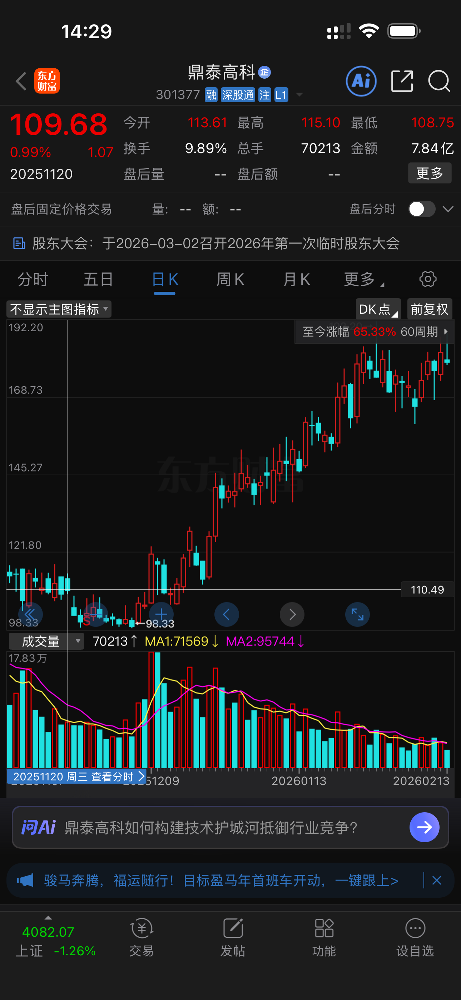 14:29
东方财富
鼎泰高科 企
Ai
301377 融 深股通 注 L1
109.68
0.99% 1.07
20251120
今开 113.61 最高 115.10 最低 108.75
换手 9.89% 总手 70213 金额 7.84亿
盘后量 -- 盘后额 --
更多
盘后固定价格交易 量: -- 额: -- 盘后分时
股东大会：于2026-03-02召开2026年第一次临时股东大会
分时 五日 日K 周K 月K 更多
不显示主图指标 DK点 前复权
192.20
192.20→
至今涨幅 65.33% 60周期
168.73
东方财富
145.27
121.80
110.49
S
98.33
←98.33
成交量 70213↑ MA1:71569↓ MA2:95744↓
17.83万
20251120 周三 查看分时
51209 20260113 20260213
问Ai 鼎泰高科如何构建技术护城河抵御行业竞争?
骏马奔腾，福运随行！目标盈马年首班车开动，一键跟上>
4082.07
上证 -1.26%
交易
发帖
功能
设自选